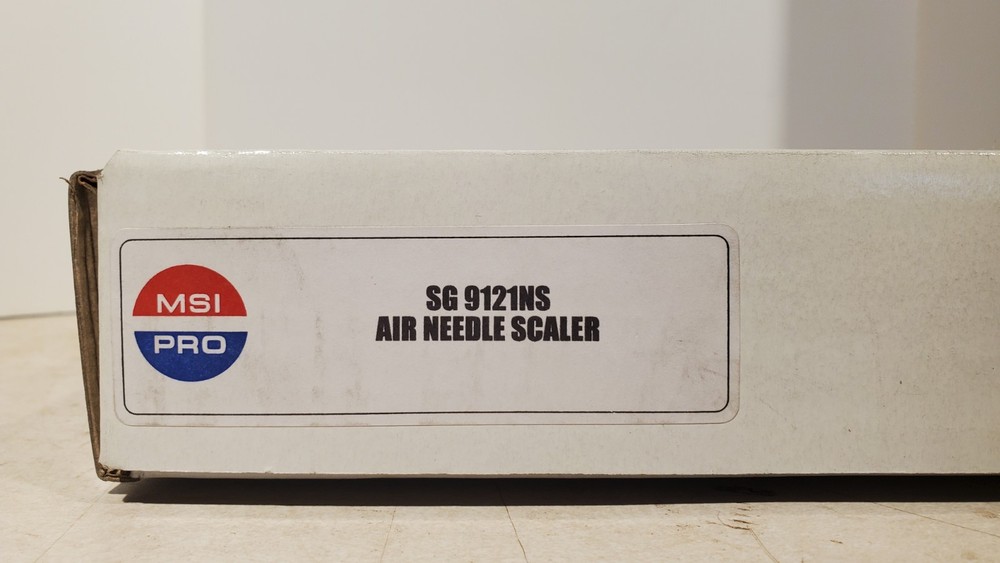 MSI
PRO
SG 9121NS
AIR NEEDLE SCALER